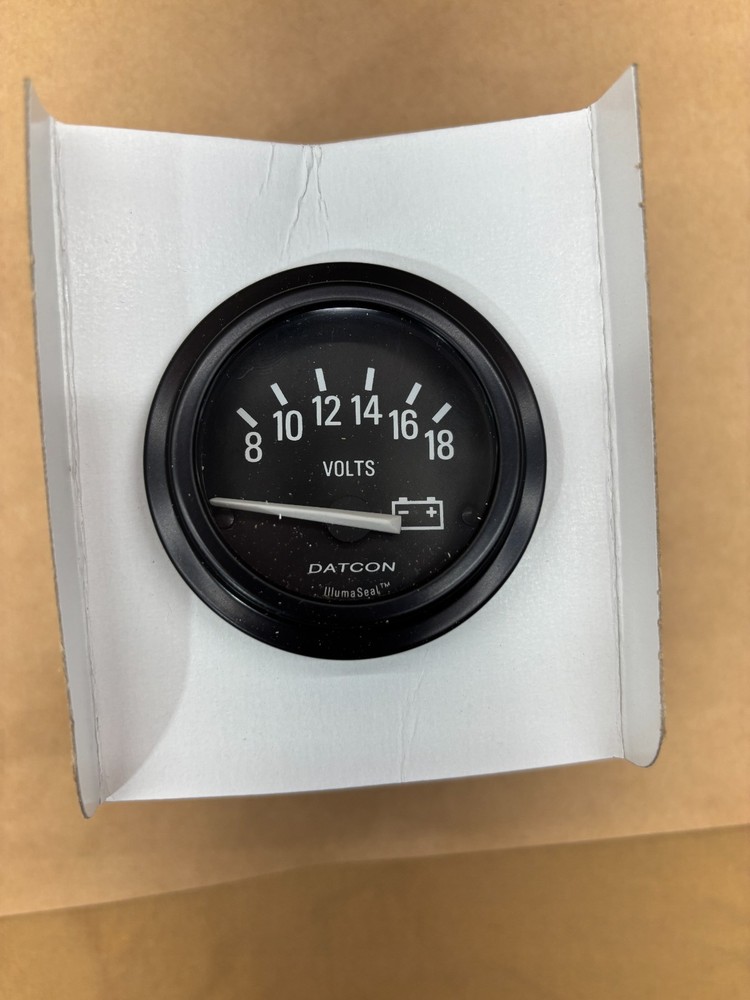 8 10 12 14 16 18
VOLTS
- +
DATCON
IllumaSeal™